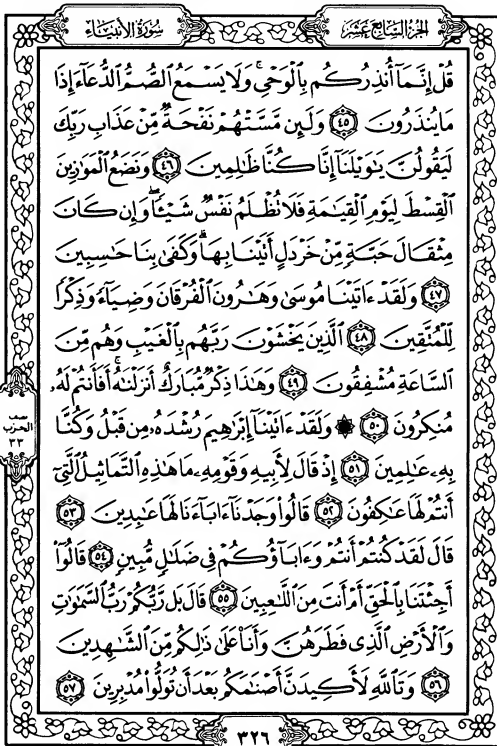 الجزء السابع عشر
سورة الأنبياء
قُلْ إِنَّمَآ أُنذِرُكُم بِٱلْوَحْىِ ۚ وَلَا يَسْمَعُ ٱلصُّمُّ ٱلدُّعَآءَ إِذَا
مَا يُنذَرُونَ ٤٥ وَلَئِن مَّسَّتْهُمْ نَفْحَةٌ مِّنْ عَذَابِ رَبِّكَ
لَيَقُولُنَّ يَٰوَيْلَنَآ إِنَّا كُنَّا ظَٰلِمِينَ ٤٦ وَنَضَعُ ٱلْمَوَٰزِينَ
ٱلْقِسْطَ لِيَوْمِ ٱلْقِيَٰمَةِ فَلَا تُظْلَمُ نَفْسٌ شَيْـًٔا ۖ وَإِن كَانَ
مِثْقَالَ حَبَّةٍ مِّنْ خَرْدَلٍ أَتَيْنَا بِهَا ۗ وَكَفَىٰ بِنَا حَٰسِبِينَ
٤٧ وَلَقَدْ ءَاتَيْنَا مُوسَىٰ وَهَٰرُونَ ٱلْفُرْقَانَ وَضِيَآءً وَذِكْرًا
لِّلْمُتَّقِينَ ٤٨ ٱلَّذِينَ يَخْشَوْنَ رَبَّهُم بِٱلْغَيْبِ وَهُم مِّنَ
ٱلسَّاعَةِ مُشْفِقُونَ ٤٩ وَهَٰذَا ذِكْرٌ مُّبَارَكٌ أَنزَلْنَٰهُ ۚ أَفَأَنتُمْ لَهُۥ
مُنكِرُونَ ٥٠ ۞ وَلَقَدْ ءَاتَيْنَآ إِبْرَٰهِيمَ رُشْدَهُۥ مِن قَبْلُ وَكُنَّا
بِهِۦ عَٰلِمِينَ ٥١ إِذْ قَالَ لِأَبِيهِ وَقَوْمِهِۦ مَا هَٰذِهِ ٱلتَّمَاثِيلُ ٱلَّتِىٓ
أَنتُمْ لَهَا عَٰكِفُونَ ٥٢ قَالُوا۟ وَجَدْنَآ ءَابَآءَنَا لَهَا عَٰبِدِينَ ٥٣
قَالَ لَقَدْ كُنتُمْ أَنتُمْ وَءَابَآؤُكُمْ فِى ضَلَٰلٍ مُّبِينٍ ٥٤ قَالُوٓا۟
أَجِئْتَنَا بِٱلْحَقِّ أَمْ أَنتَ مِنَ ٱللَّٰعِبِينَ ٥٥ قَالَ بَل رَّبُّكُمْ رَبُّ ٱلسَّمَٰوَٰتِ
وَٱلْأَرْضِ ٱلَّذِى فَطَرَهُنَّ وَأَنَا۠ عَلَىٰ ذَٰلِكُم مِّنَ ٱلشَّٰهِدِينَ
٥٦ وَتَٱللَّهِ لَأَكِيدَنَّ أَصْنَٰمَكُم بَعْدَ أَن تُوَلُّوا۟ مُدْبِرِينَ ٥٧
نصف
الحزب
٣٣
٣٢٦